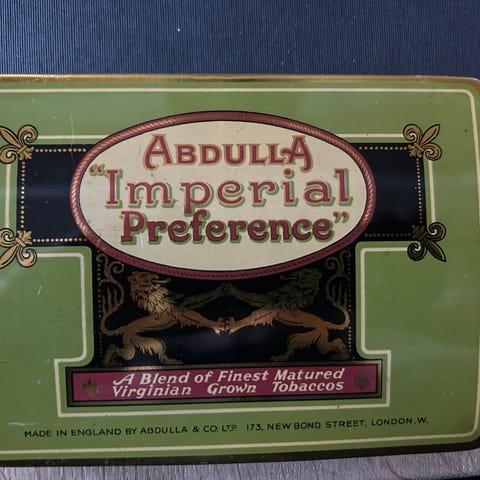 ABDULLA
"Imperial
Preference"
A Blend of Finest Matured
Virginian Grown Tobaccos
MADE IN ENGLAND BY ABDULLA & CO. LTD. 173, NEW BOND STREET, LONDON.W.